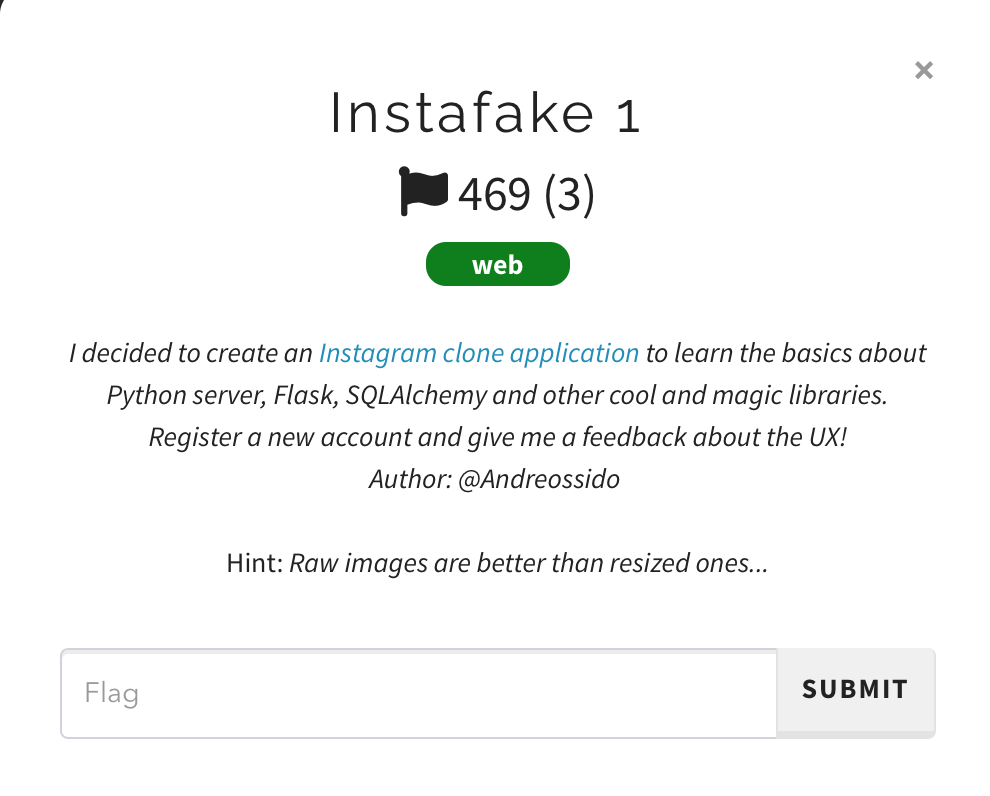 ×
Instafake 1
469 (3)
web
I decided to create an Instagram clone application to learn the basics about
Python server, Flask, SQLAlchemy and other cool and magic libraries.
Register a new account and give me a feedback about the UX!
Author: @Andreossido
Hint: Raw images are better than resized ones...
Flag
SUBMIT